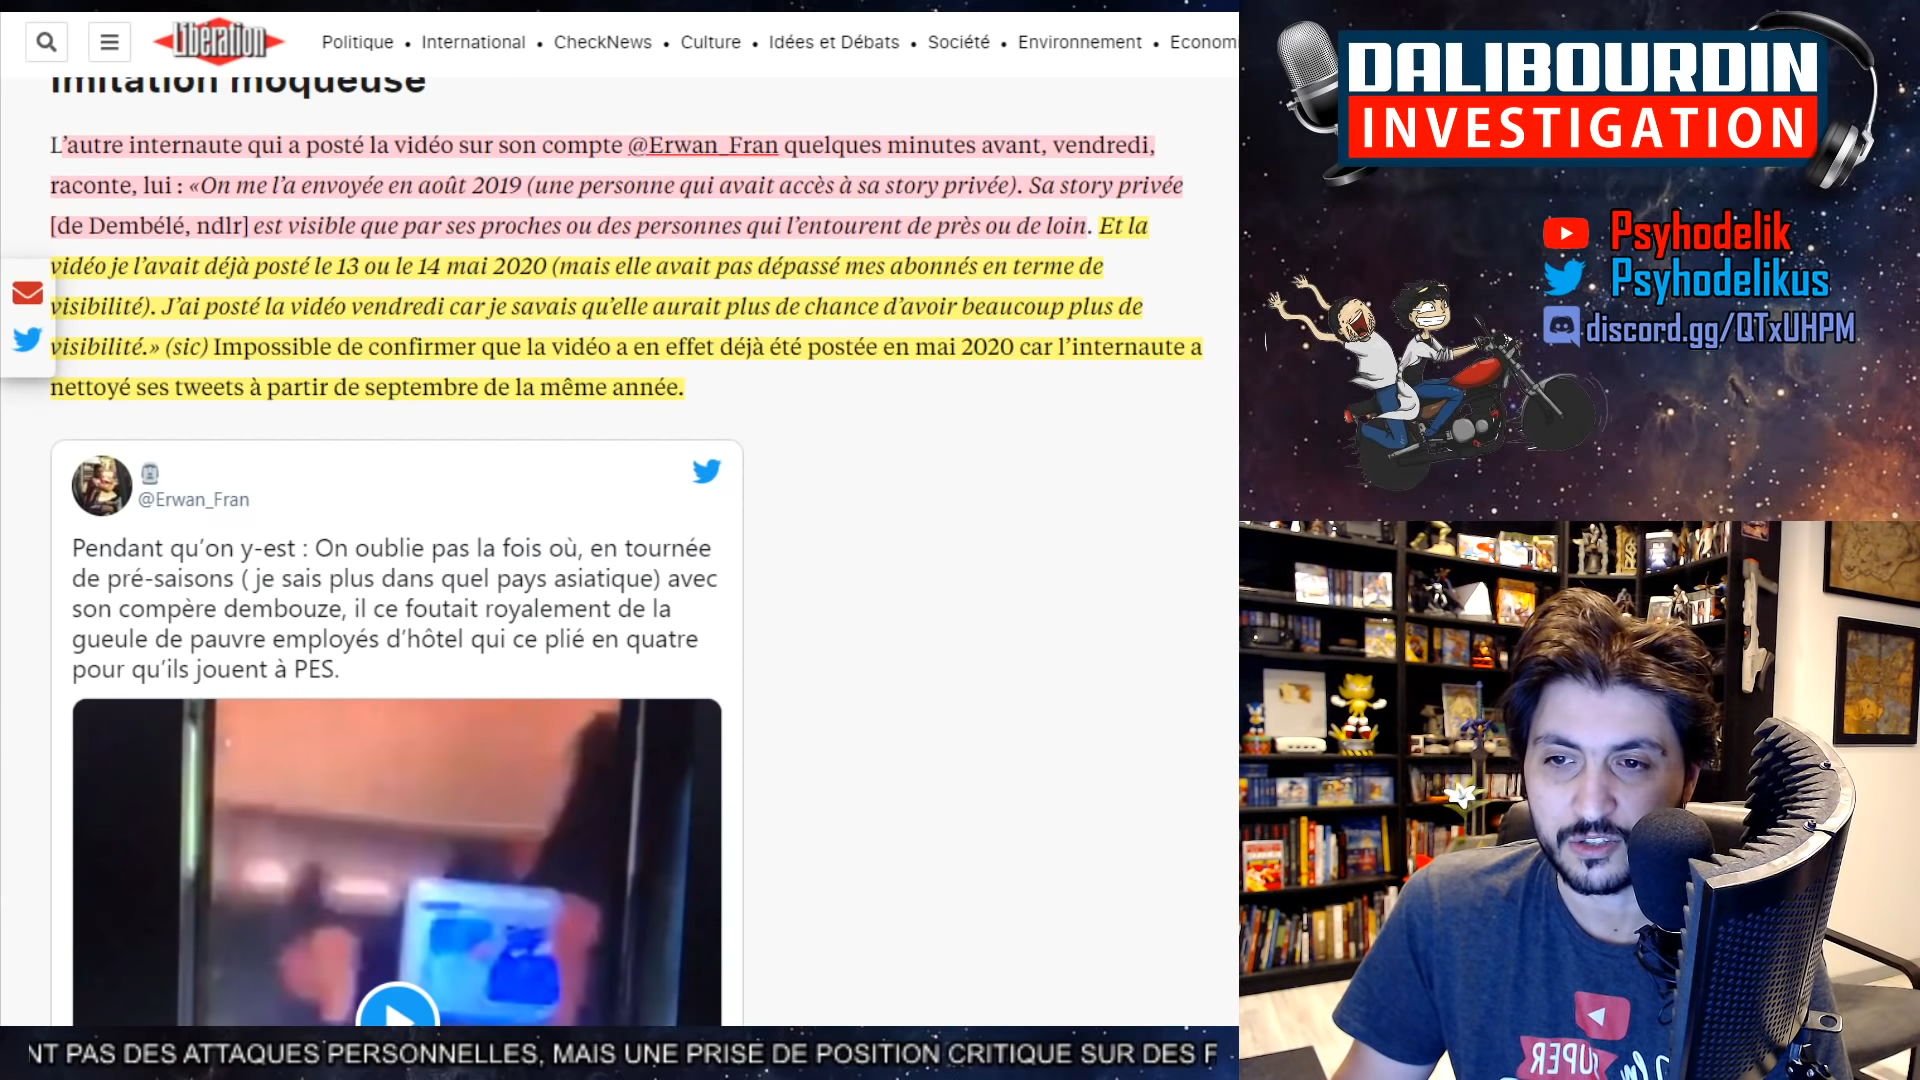 Libération
Politique • International • CheckNews • Culture • Idées et Débats • Société • Environnement • Econom
Imitation moqueuse
L’autre internaute qui a posté la vidéo sur son compte @Erwan_Fran quelques minutes avant, vendredi,
raconte, lui : «On me l’a envoyée en août 2019 (une personne qui avait accès à sa story privée). Sa story privée
[de Dembélé, ndlr] est visible que par ses proches ou des personnes qui l’entourent de près ou de loin. Et la
vidéo je l’avait déjà posté le 13 ou le 14 mai 2020 (mais elle avait pas dépassé mes abonnés en terme de
visibilité). J’ai posté la vidéo vendredi car je savais qu’elle aurait plus de chance d’avoir beaucoup plus de
visibilité.» (sic) Impossible de confirmer que la vidéo a en effet déjà été postée en mai 2020 car l’internaute a
nettoyé ses tweets à partir de septembre de la même année.
@Erwan_Fran
Pendant qu’on y-est : On oublie pas la fois où, en tournée
de pré-saisons ( je sais plus dans quel pays asiatique) avec
son compère dembouze, il ce foutait royalement de la
gueule de pauvre employés d’hôtel qui ce plié en quatre
pour qu’ils jouent à PES.
NT PAS DES ATTAQUES PERSONNELLES, MAIS UNE PRISE DE POSITION CRITIQUE SUR DES F
DALIBOURDIN
INVESTIGATION
Psyhodelik
Psyhodelikus
discord.gg/QTxUHPM
SUPER